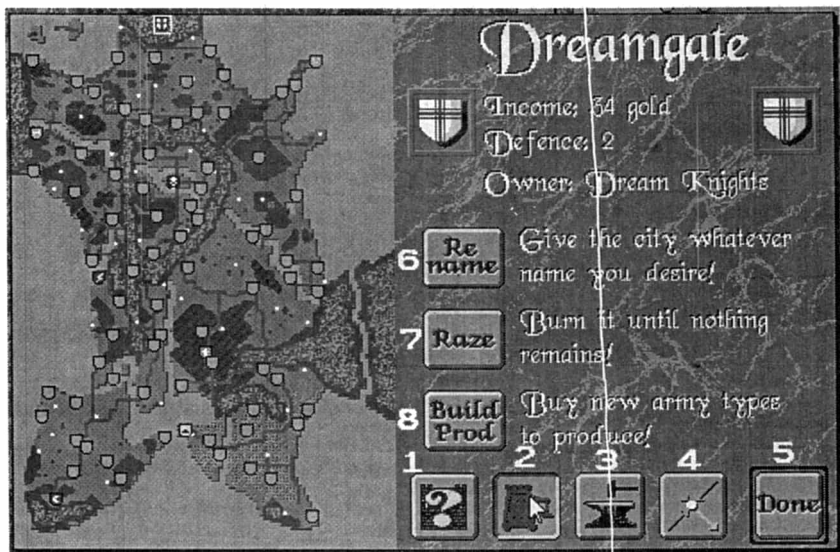 Dreamgate
Income: 34 gold
Defence: 2
Owner: Dream Knights
6
Re
name
Give the city whatever
name you desire!
7
Raze
Burn it until nothing
remains!
8
Build
Prod
Buy new army types
to produce!
1
2
3
4
5
?
Done